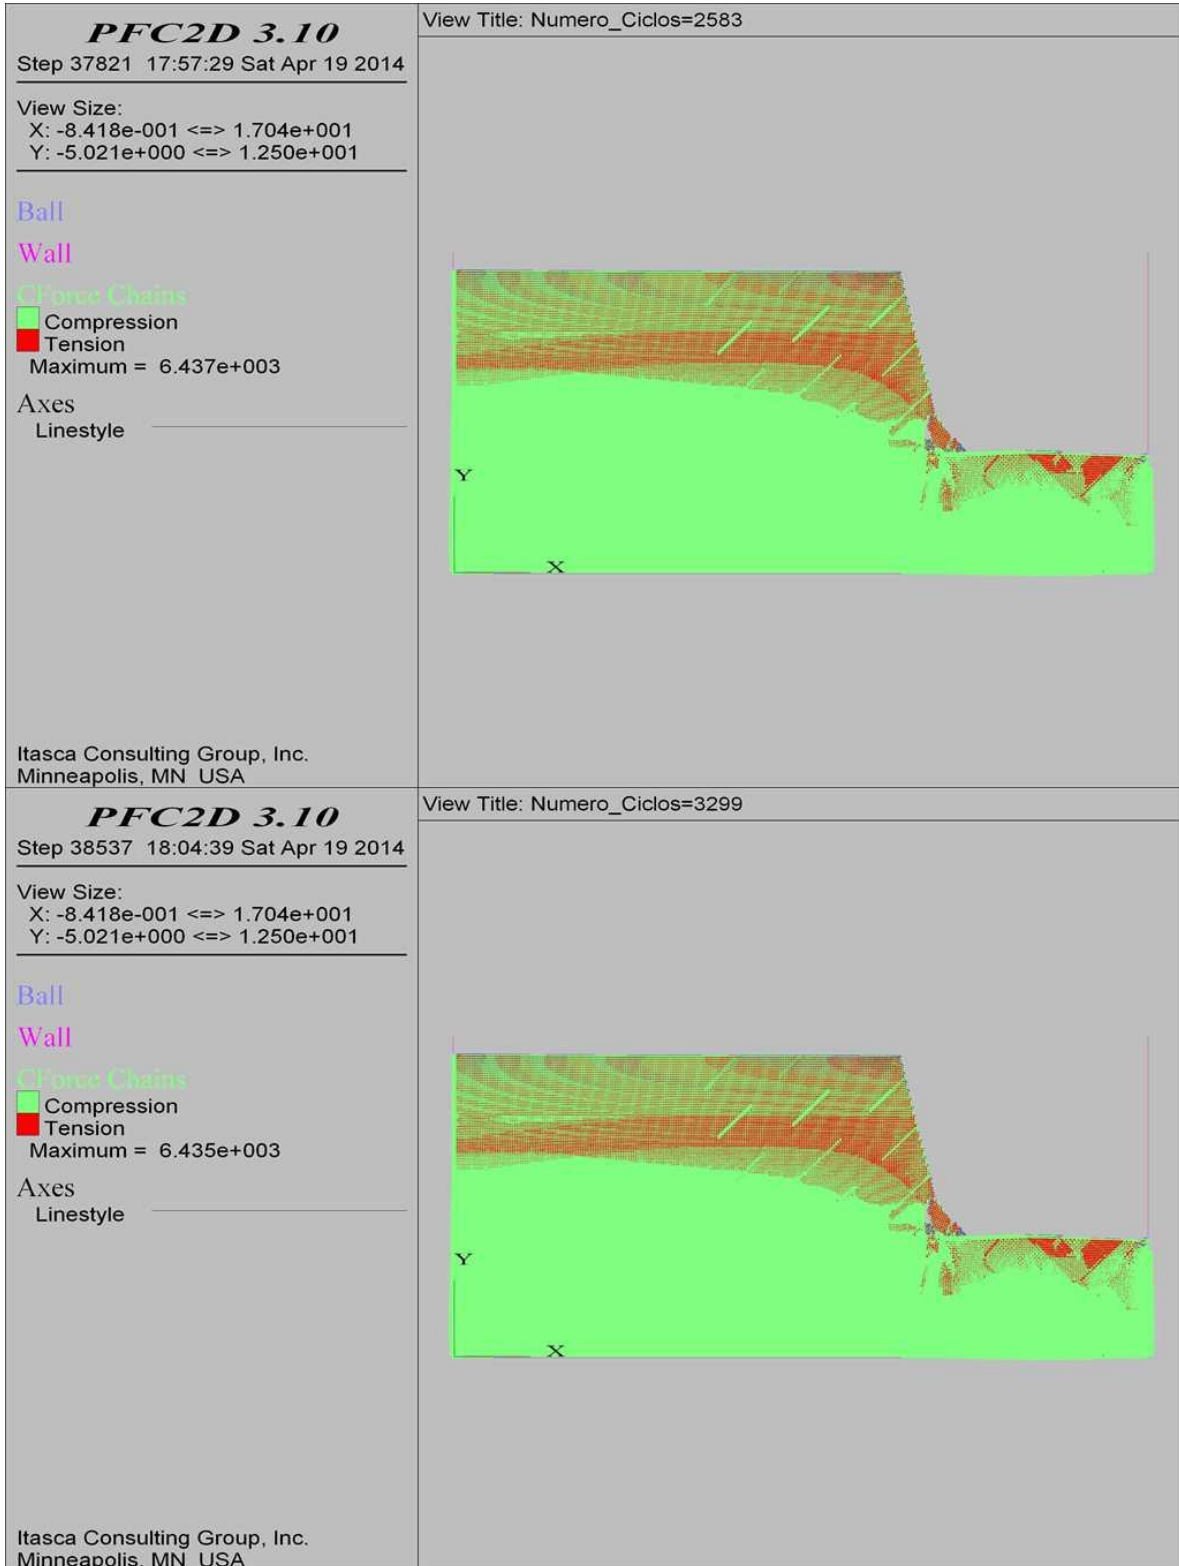 PFC2D 3.10
Step 37821 17:57:29 Sat Apr 19 2014
View Size:
X: -8.418e-001 <=> 1.704e+001
Y: -5.021e+000 <=> 1.250e+001
Ball
Wall
CForce Chains
Compression
Tension
Maximum = 6.437e+003
Axes
Linestyle
Itasca Consulting Group, Inc.
Minneapolis, MN USA
View Title: Numero_Ciclos=2583
Y
X
PFC2D 3.10
Step 38537 18:04:39 Sat Apr 19 2014
View Size:
X: -8.418e-001 <=> 1.704e+001
Y: -5.021e+000 <=> 1.250e+001
Ball
Wall
CForce Chains
Compression
Tension
Maximum = 6.435e+003
Axes
Linestyle
Itasca Consulting Group, Inc.
Minneapolis, MN USA
View Title: Numero_Ciclos=3299
Y
X